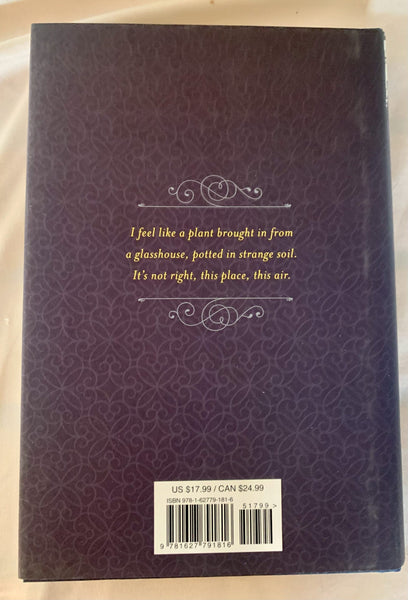 I feel like a plant brought in from
a glasshouse, potted in strange soil.
It's not right, this place, this air.
US $17.99 / CAN $24.99
ISBN 978-1-62779-181-6
51799>
9 781627 791816